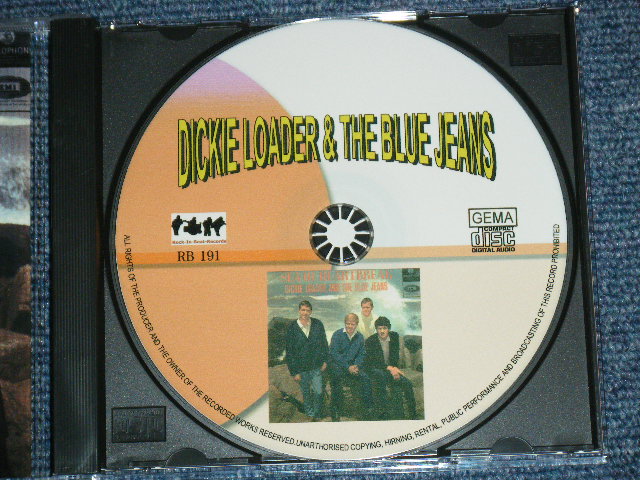 DICKIE LOADER & THE BLUE JEANS
Rock-In-Beat-Records
RB 191
GEMA
COMPACT
disc
DIGITAL AUDIO
DICKIE LOADER AND THE BLUE JEANS
ALL RIGHTS OF THE PRODUCER AND THE OWNER OF THE RECORDED WORKS RESERVED.UNARTHORISED COPYING, HIRNING, RENTAL, PUBLIC PERFORMANCE AND BROADCASTING OF THIS RECORD PROHIBITED